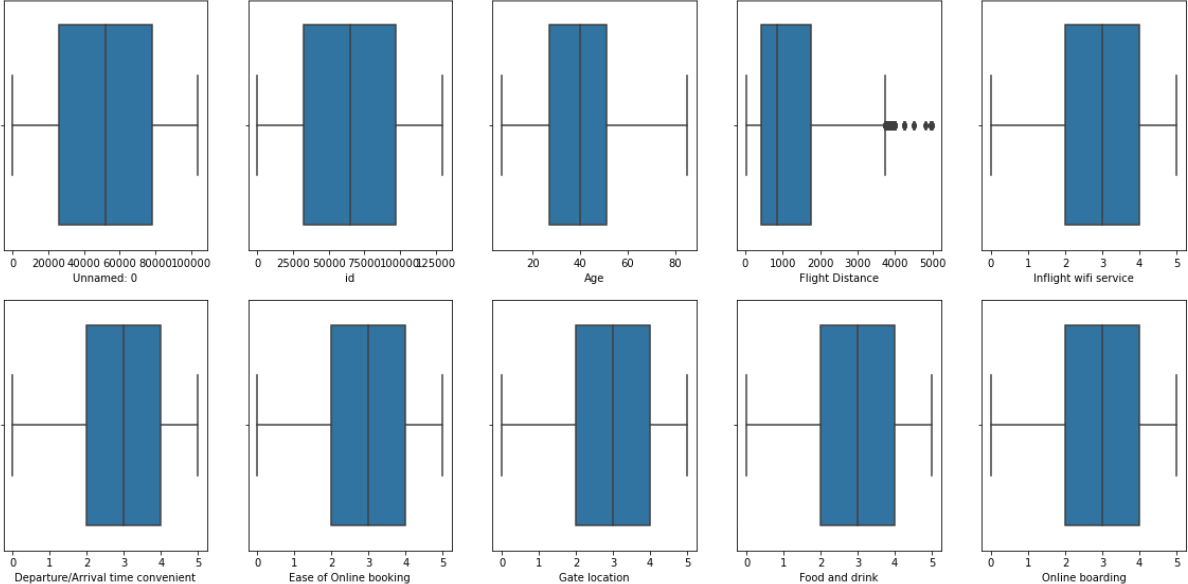 0 20000 40000 60000 80000 100000
Unnamed: 0
0 25000 50000 75000 100000 125000
id
20 40 60 80
Age
0 1000 2000 3000 4000 5000
Flight Distance
0 1 2 3 4 5
Inflight wifi service
0 1 2 3 4 5
Departure/Arrival time convenient
0 1 2 3 4 5
Ease of Online booking
0 1 2 3 4 5
Gate location
0 1 2 3 4 5
Food and drink
0 1 2 3 4 5
Online boarding